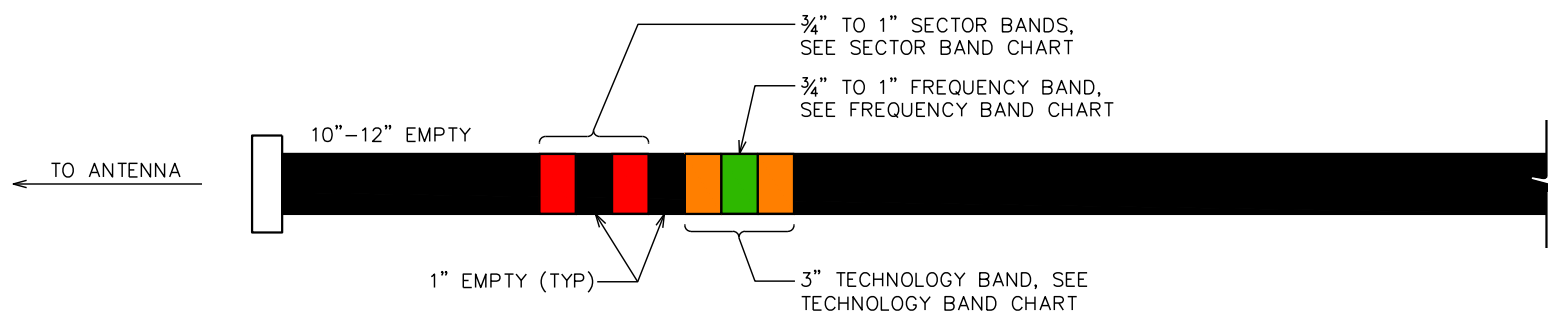 ¾” TO 1” SECTOR BANDS,
SEE SECTOR BAND CHART
¾” TO 1” FREQUENCY BAND,
SEE FREQUENCY BAND CHART
10”–12” EMPTY
TO ANTENNA
1” EMPTY (TYP)
3” TECHNOLOGY BAND, SEE
TECHNOLOGY BAND CHART